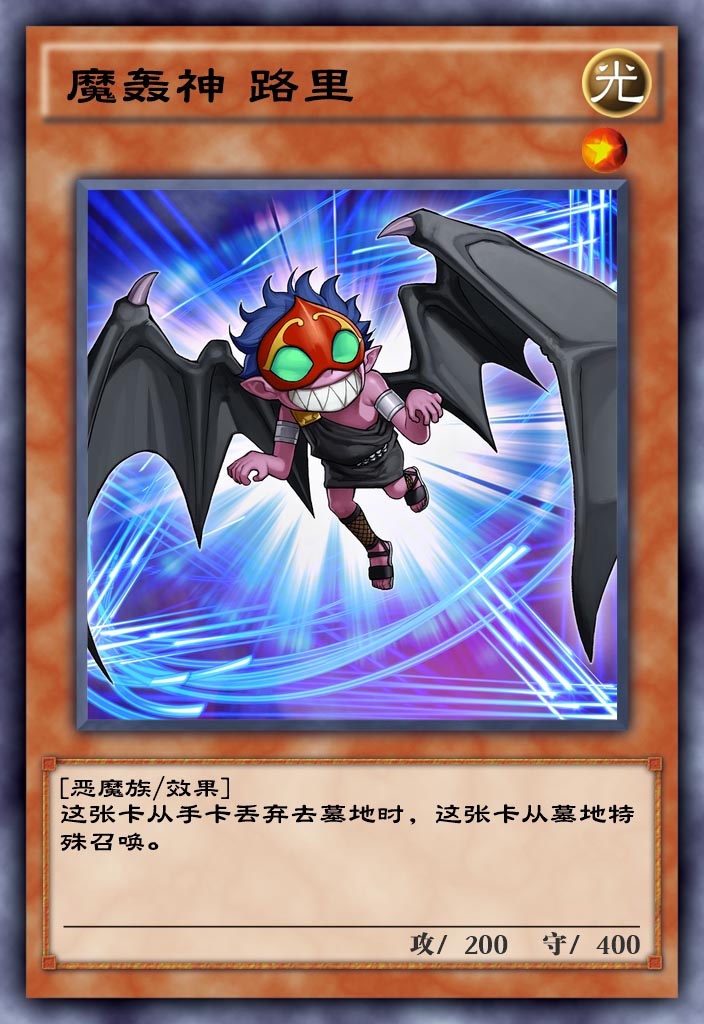 魔轰神 路里
光
[恶魔族/效果]
这张卡从手卡丢弃去墓地时，这张卡从墓地特
殊召唤。
攻/ 200 守/ 400